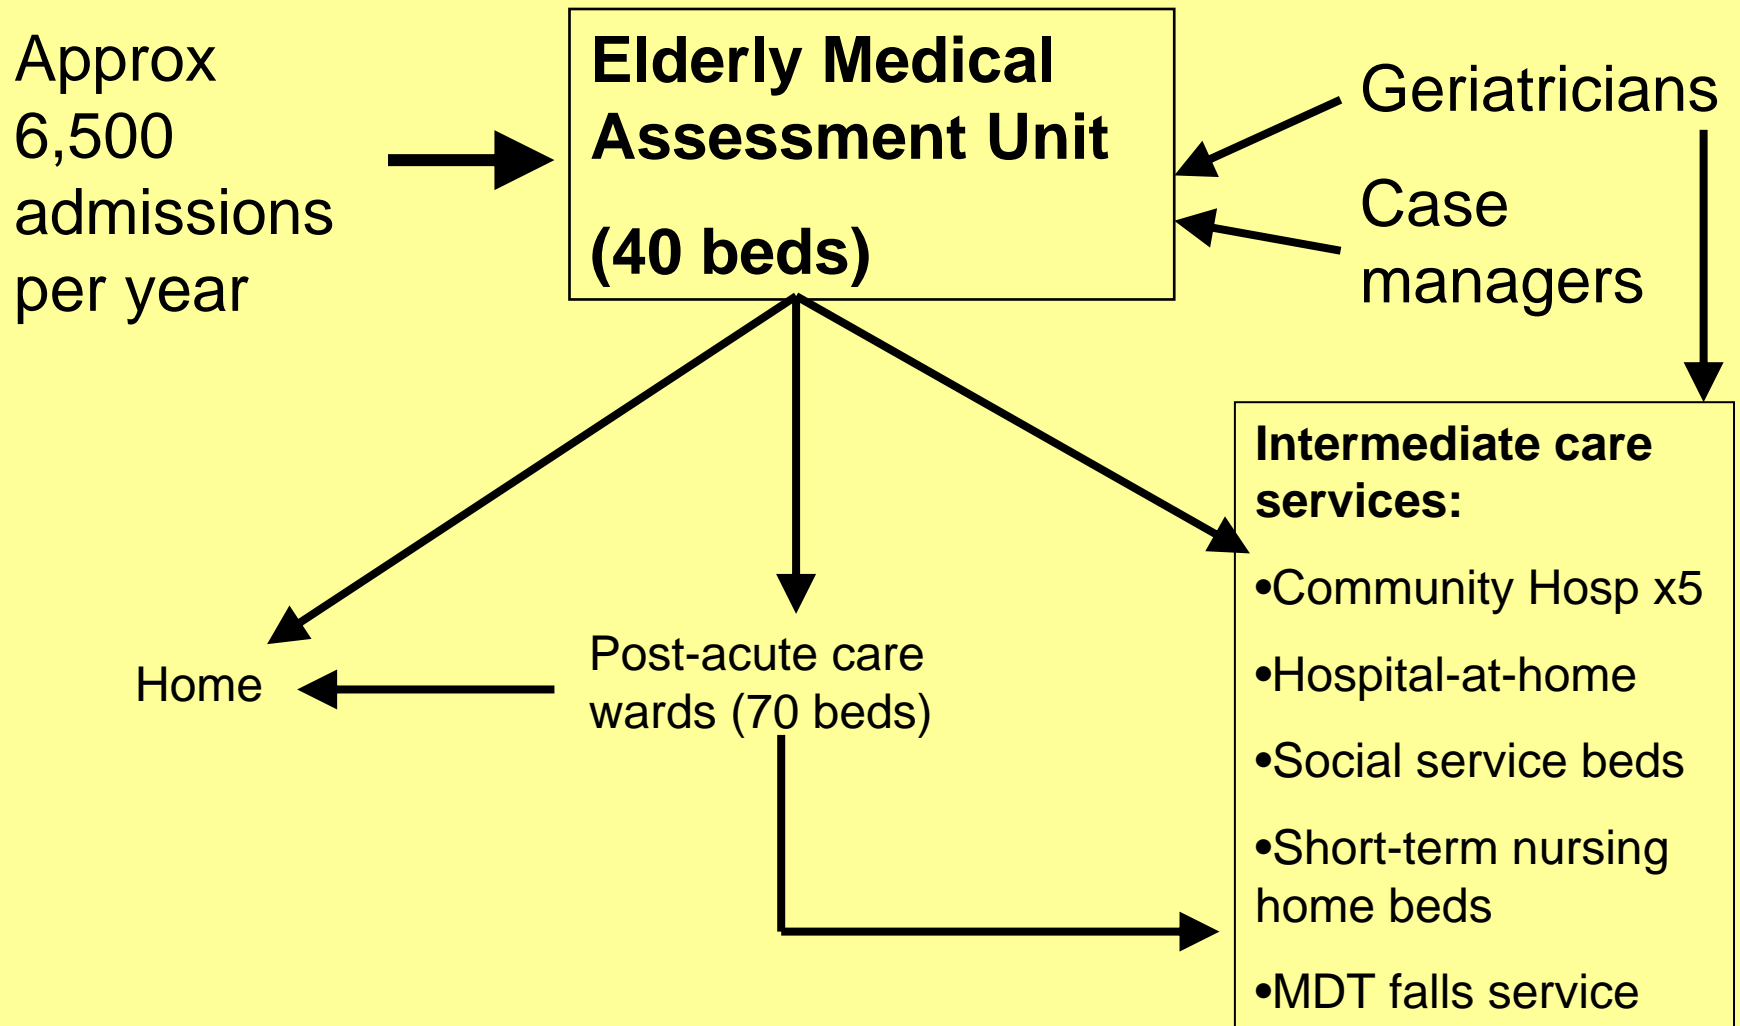 Approx
6,500
admissions
per year
Elderly Medical
Assessment Unit
(40 beds)
Geriatricians
Case
managers
Home
Post-acute care
wards (70 beds)
Intermediate care
services:
•Community Hosp x5
•Hospital-at-home
•Social service beds
•Short-term nursing
home beds
•MDT falls service